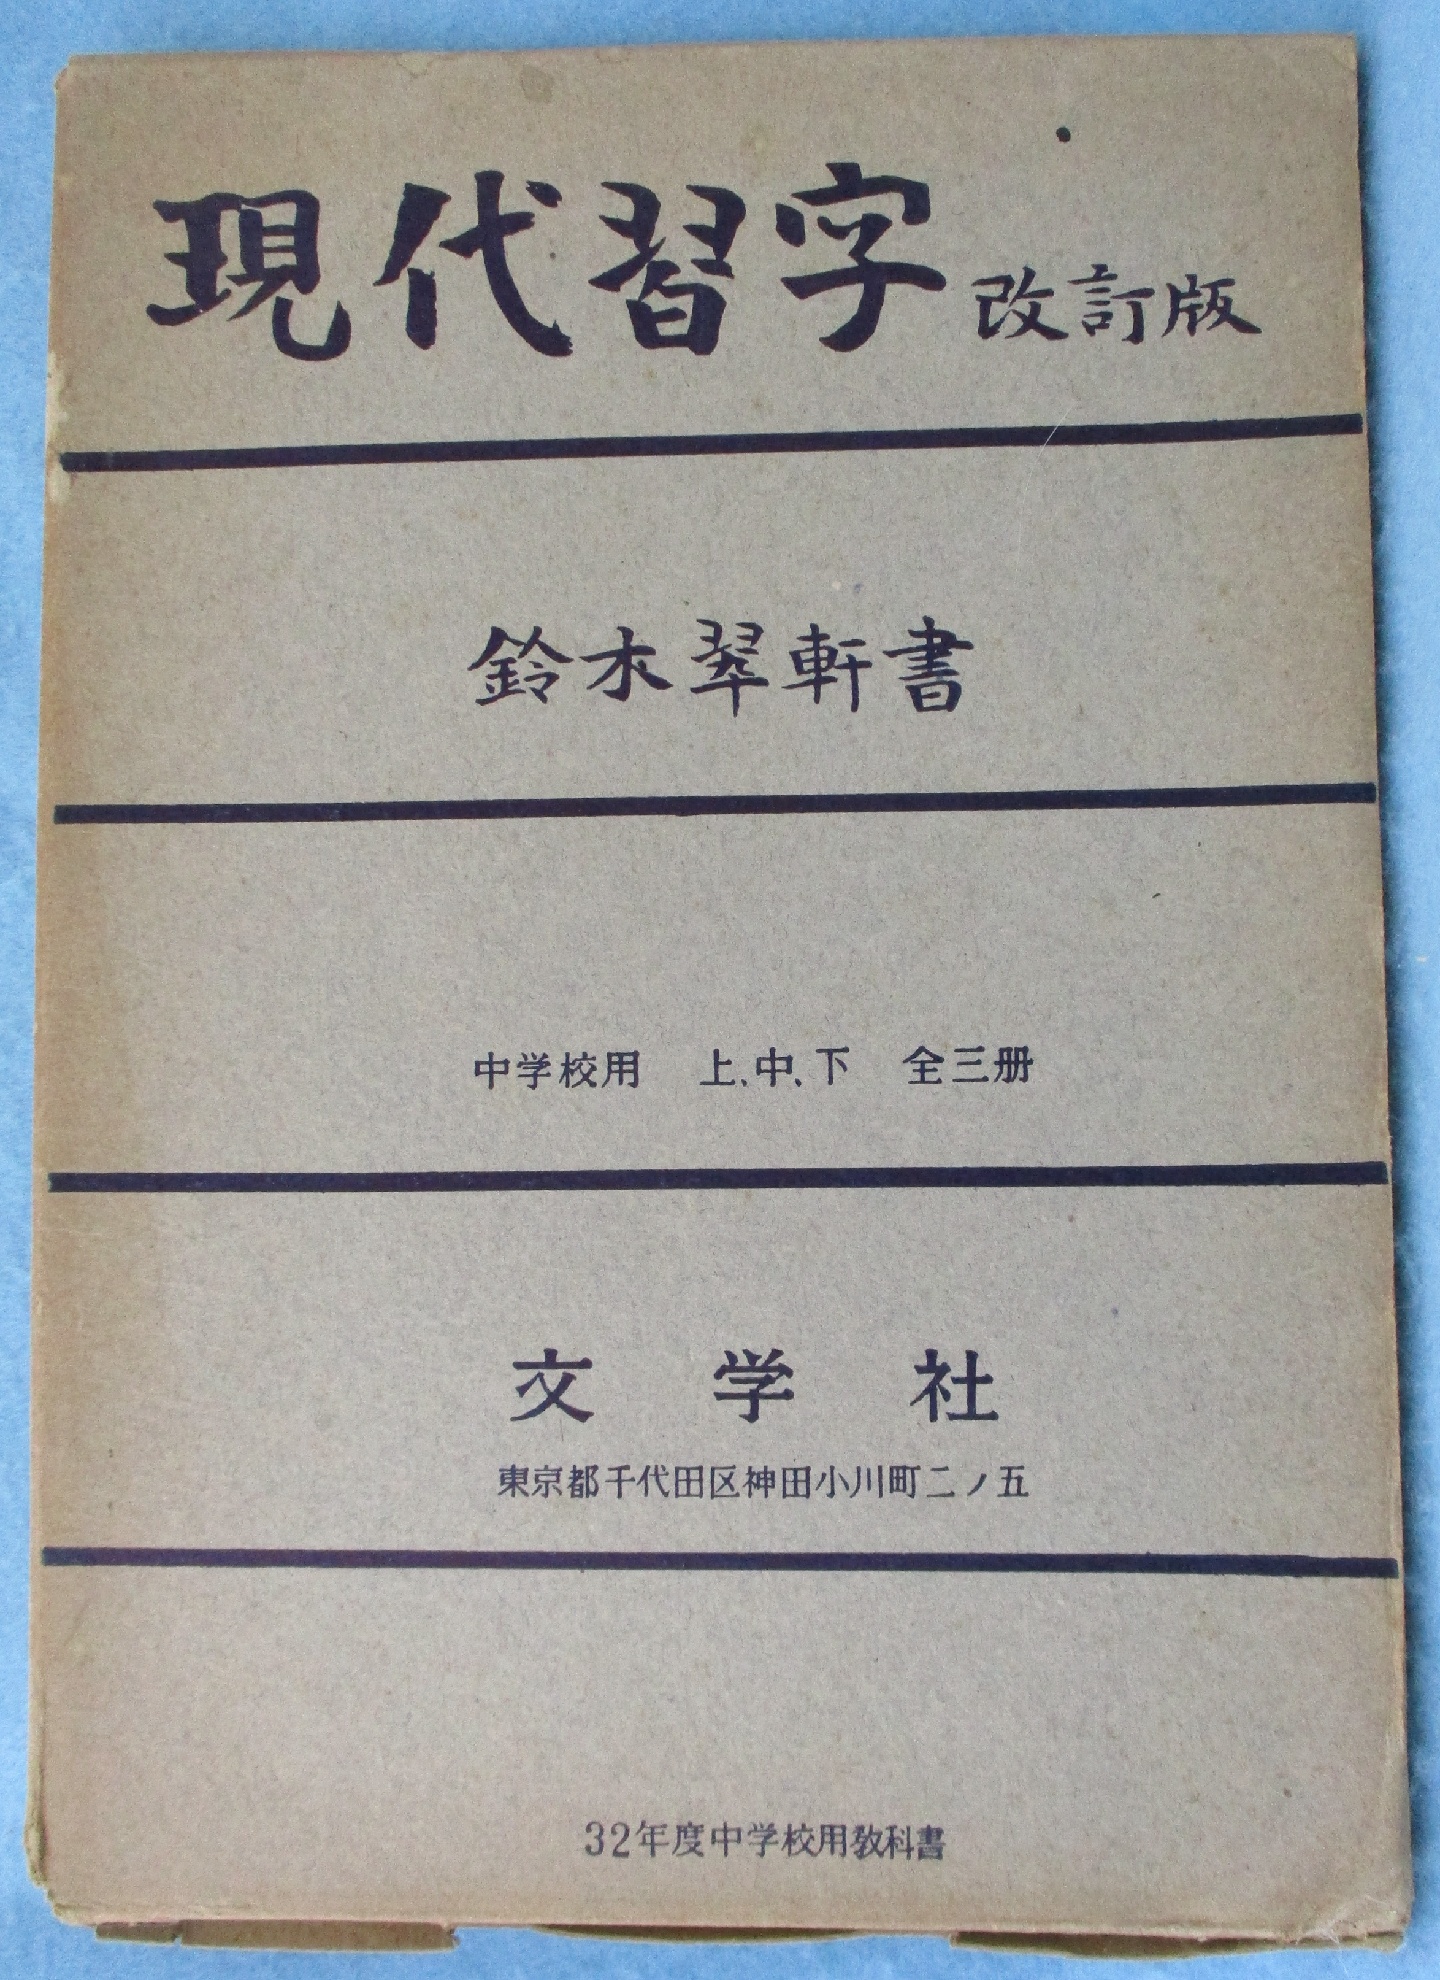 現代習字 改訂版
鈴木翠軒書
中学校用 上、中、下 全三册
文学社
東京都千代田区神田小川町二ノ五
32年度中学校用教科書